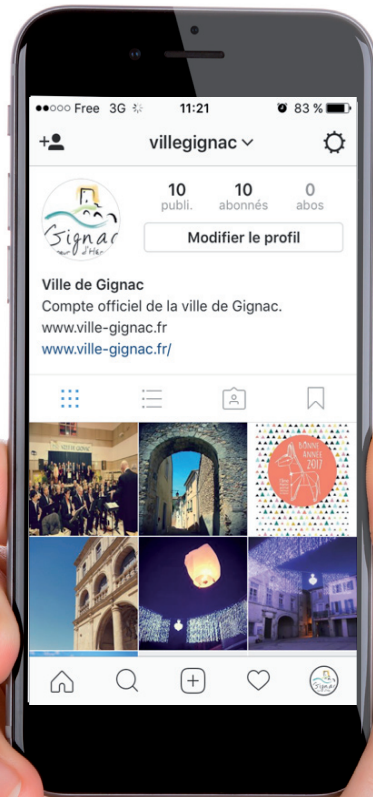 ●●○○○ Free 3G 11:21 83 %
villegignac
10 10 0
publi. abonnés abos
Modifier le profil
Gignac
Ville de Gignac
Compte officiel de la ville de Gignac.
www.ville-gignac.fr
www.ville-gignac.fr/
BONNE
ANNÉE
2017